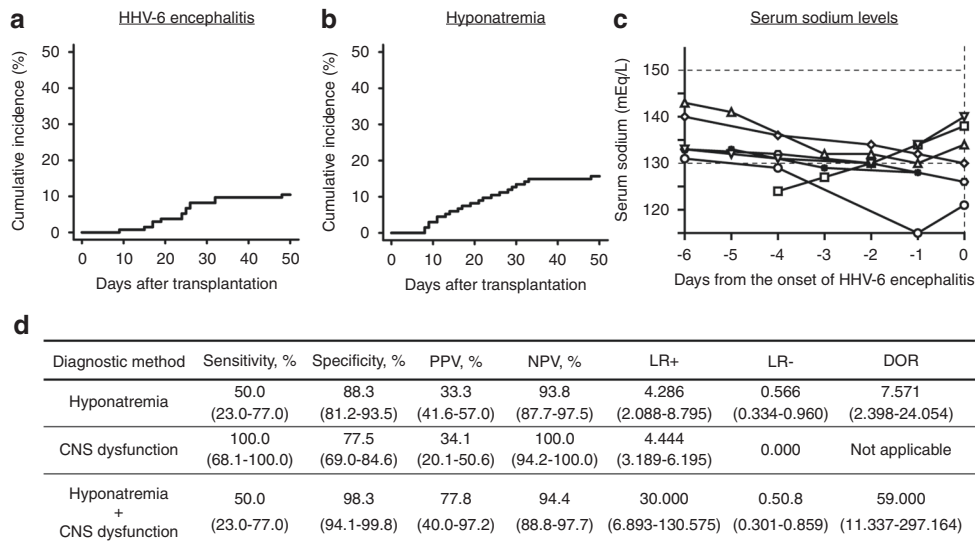 a
HHV-6 encephalitis
Cumulative incidence (%)
50
40
30
20
10
0
0 10 20 30 40 50
Days after transplantation
b
Hyponatremia
Cumulative incidence (%)
50
40
30
20
10
0
0 10 20 30 40 50
Days after transplantation
c
Serum sodium levels
Serum sodium (mEq/L)
150
140
130
120
-6 -5 -4 -3 -2 -1 0
Days from the onset of HHV-6 encephalitis
d
Diagnostic method Sensitivity, % Specificity, % PPV, % NPV, % LR+ LR- DOR
Hyponatremia 50.0 88.3 33.3 93.8 4.286 0.566 7.571
(23.0-77.0) (81.2-93.5) (41.6-57.0) (87.7-97.5) (2.088-8.795) (0.334-0.960) (2.398-24.054)
CNS dysfunction 100.0 77.5 34.1 100.0 4.444 0.000 Not applicable
(68.1-100.0) (69.0-84.6) (20.1-50.6) (94.2-100.0) (3.189-6.195)
Hyponatremia 50.0 98.3 77.8 94.4 30.000 0.50.8 59.000
+
CNS dysfunction (23.0-77.0) (94.1-99.8) (40.0-97.2) (88.8-97.7) (6.893-130.575) (0.301-0.859) (11.337-297.164)